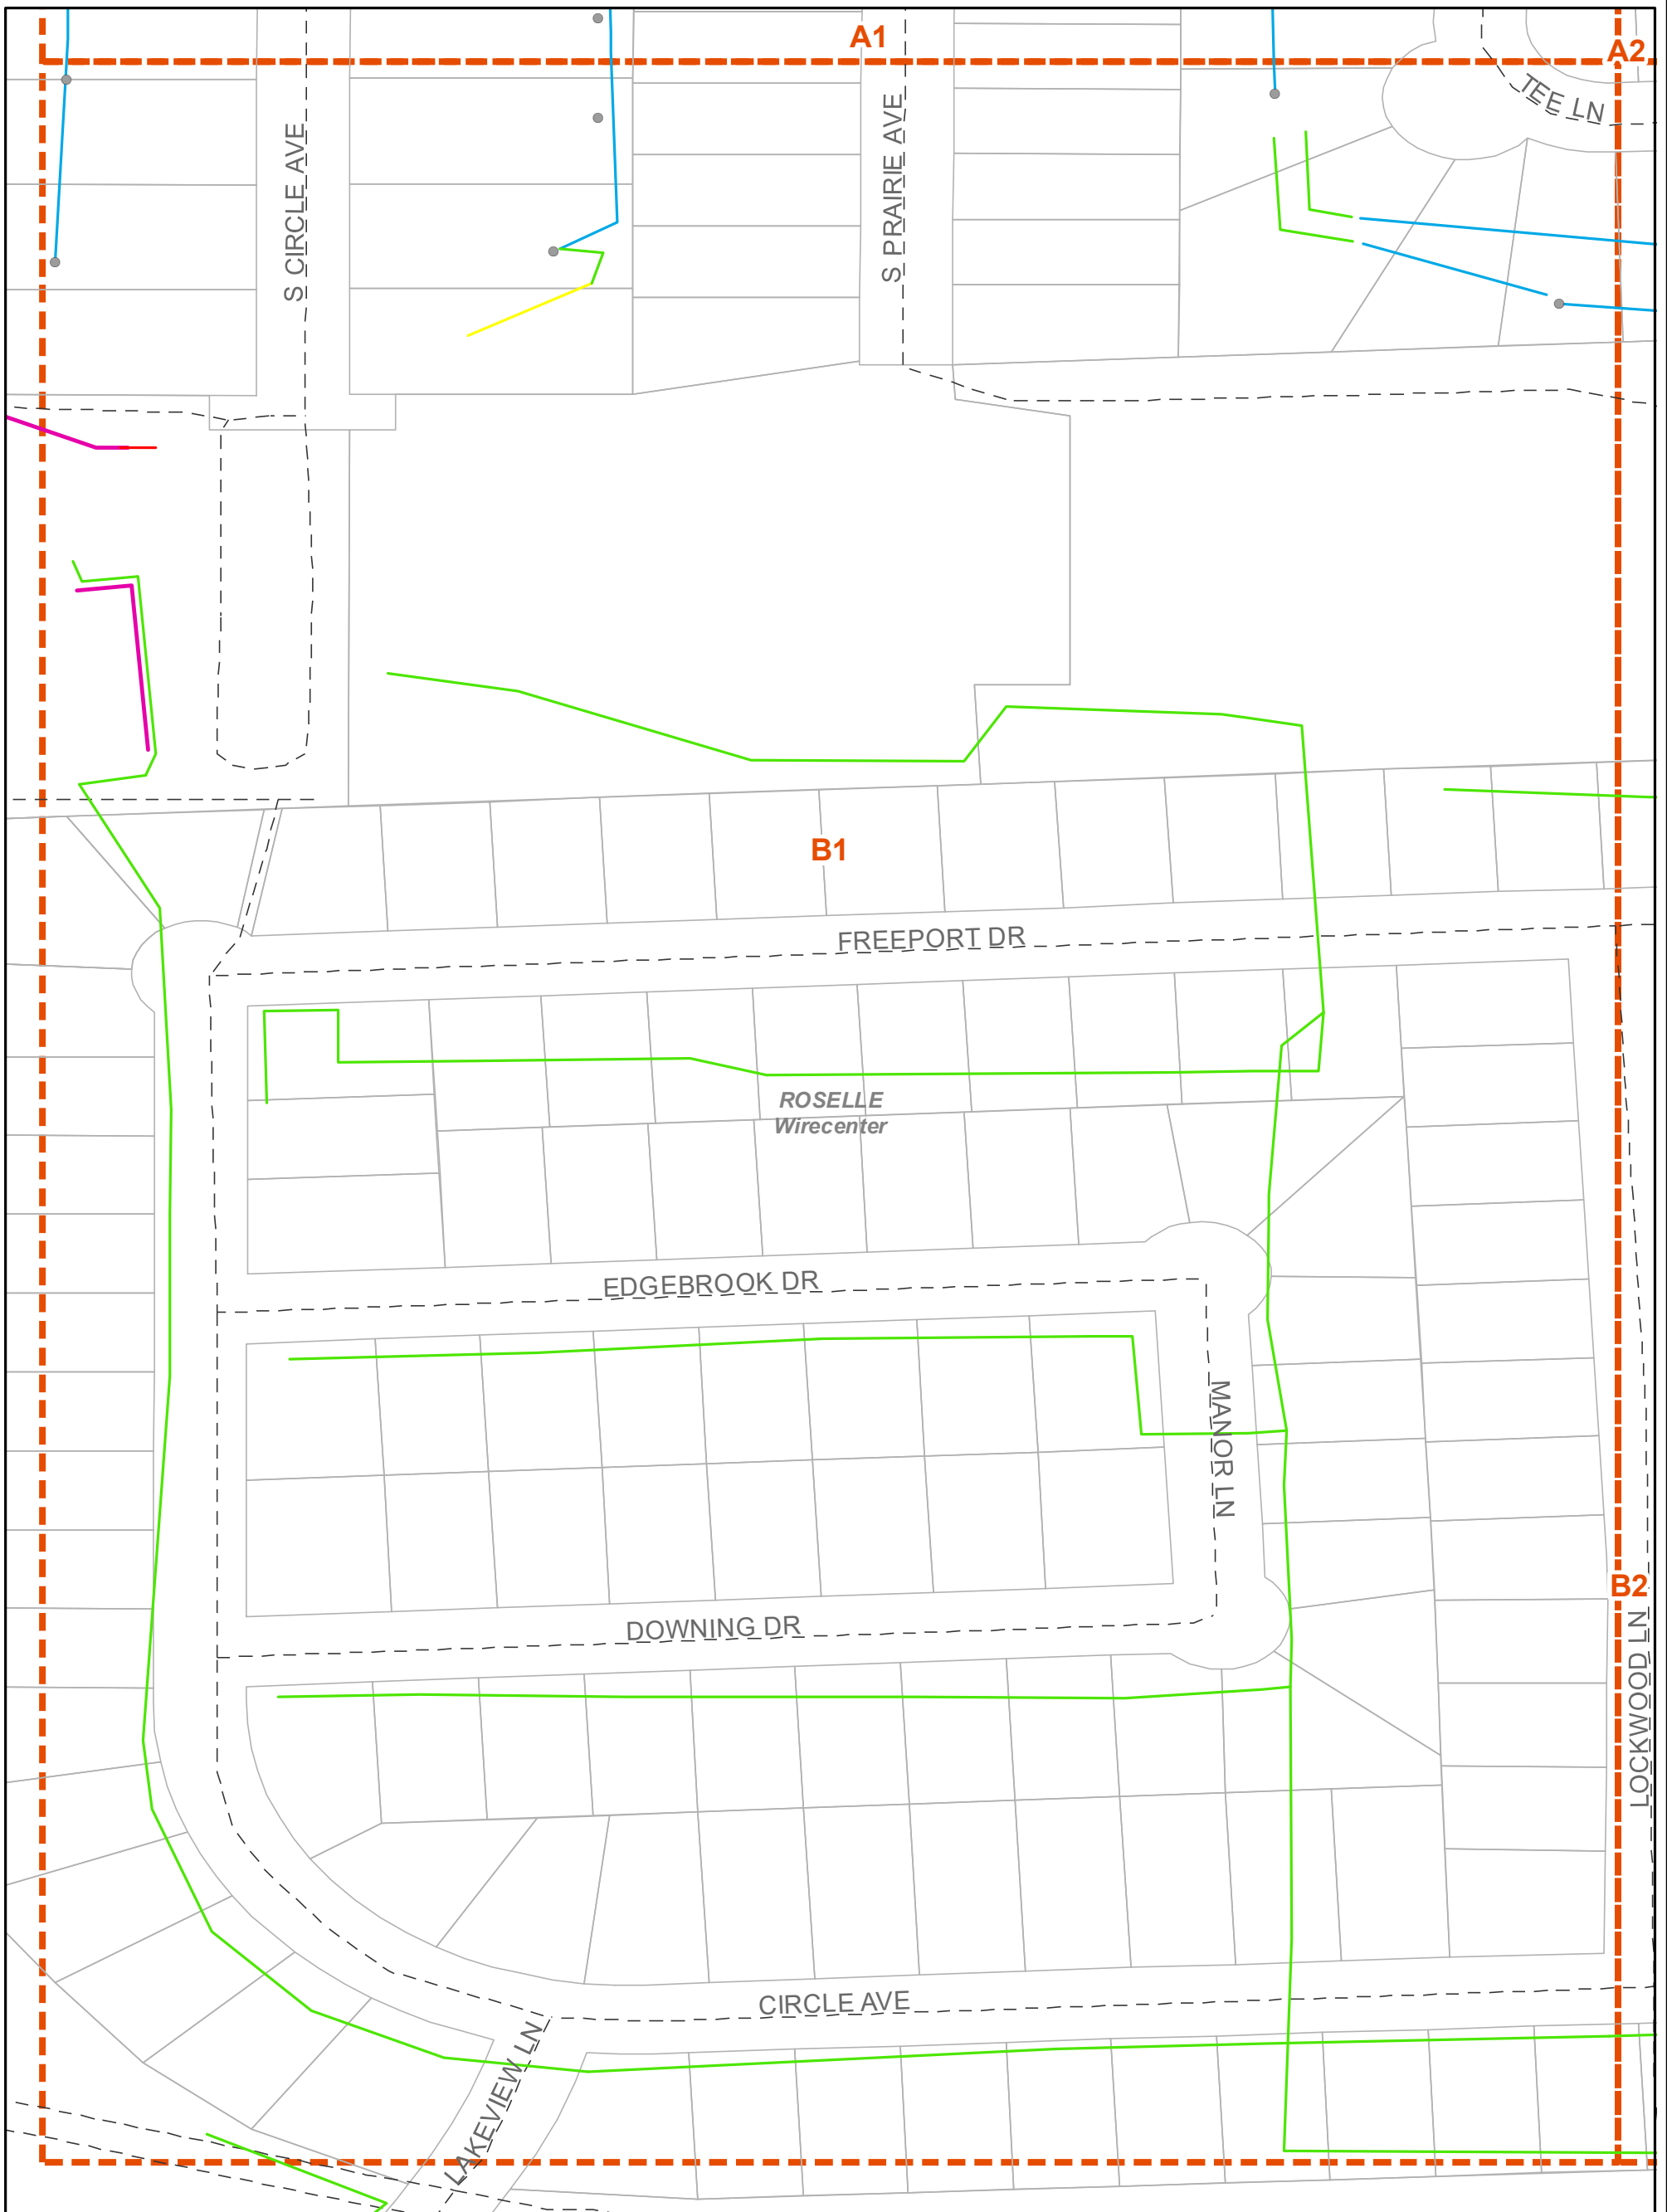 A1
A2
TEE LN
S CIRCLE AVE
S PRAIRIE AVE
B1
FREEPORT DR
ROSELLE
Wirecenter
EDGEBROOK DR
MANOR LN
B2
DOWNING DR
LOCKWOOD LN
CIRCLE AVE
LAKEVIEW LN